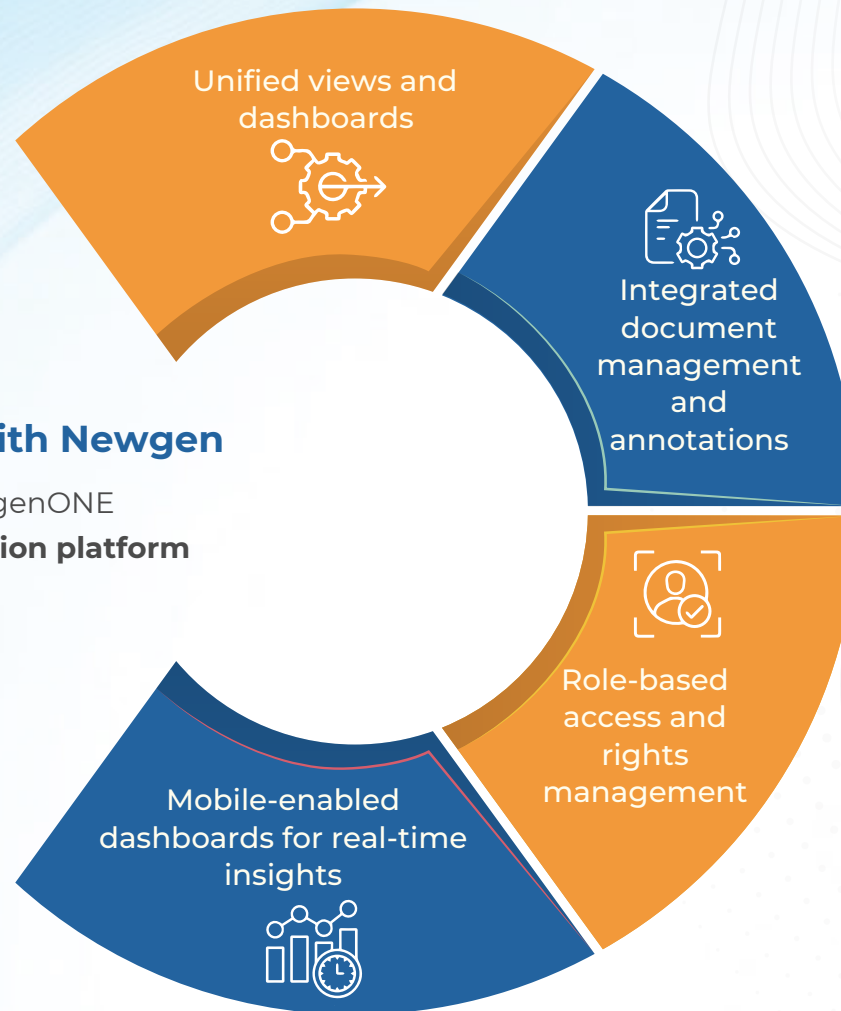 Unified views and
dashboards
Integrated
document
management
and
annotations
ith Newgen
genONE
ion platform
Role-based
access and
rights
management
Mobile-enabled
dashboards for real-time
insights